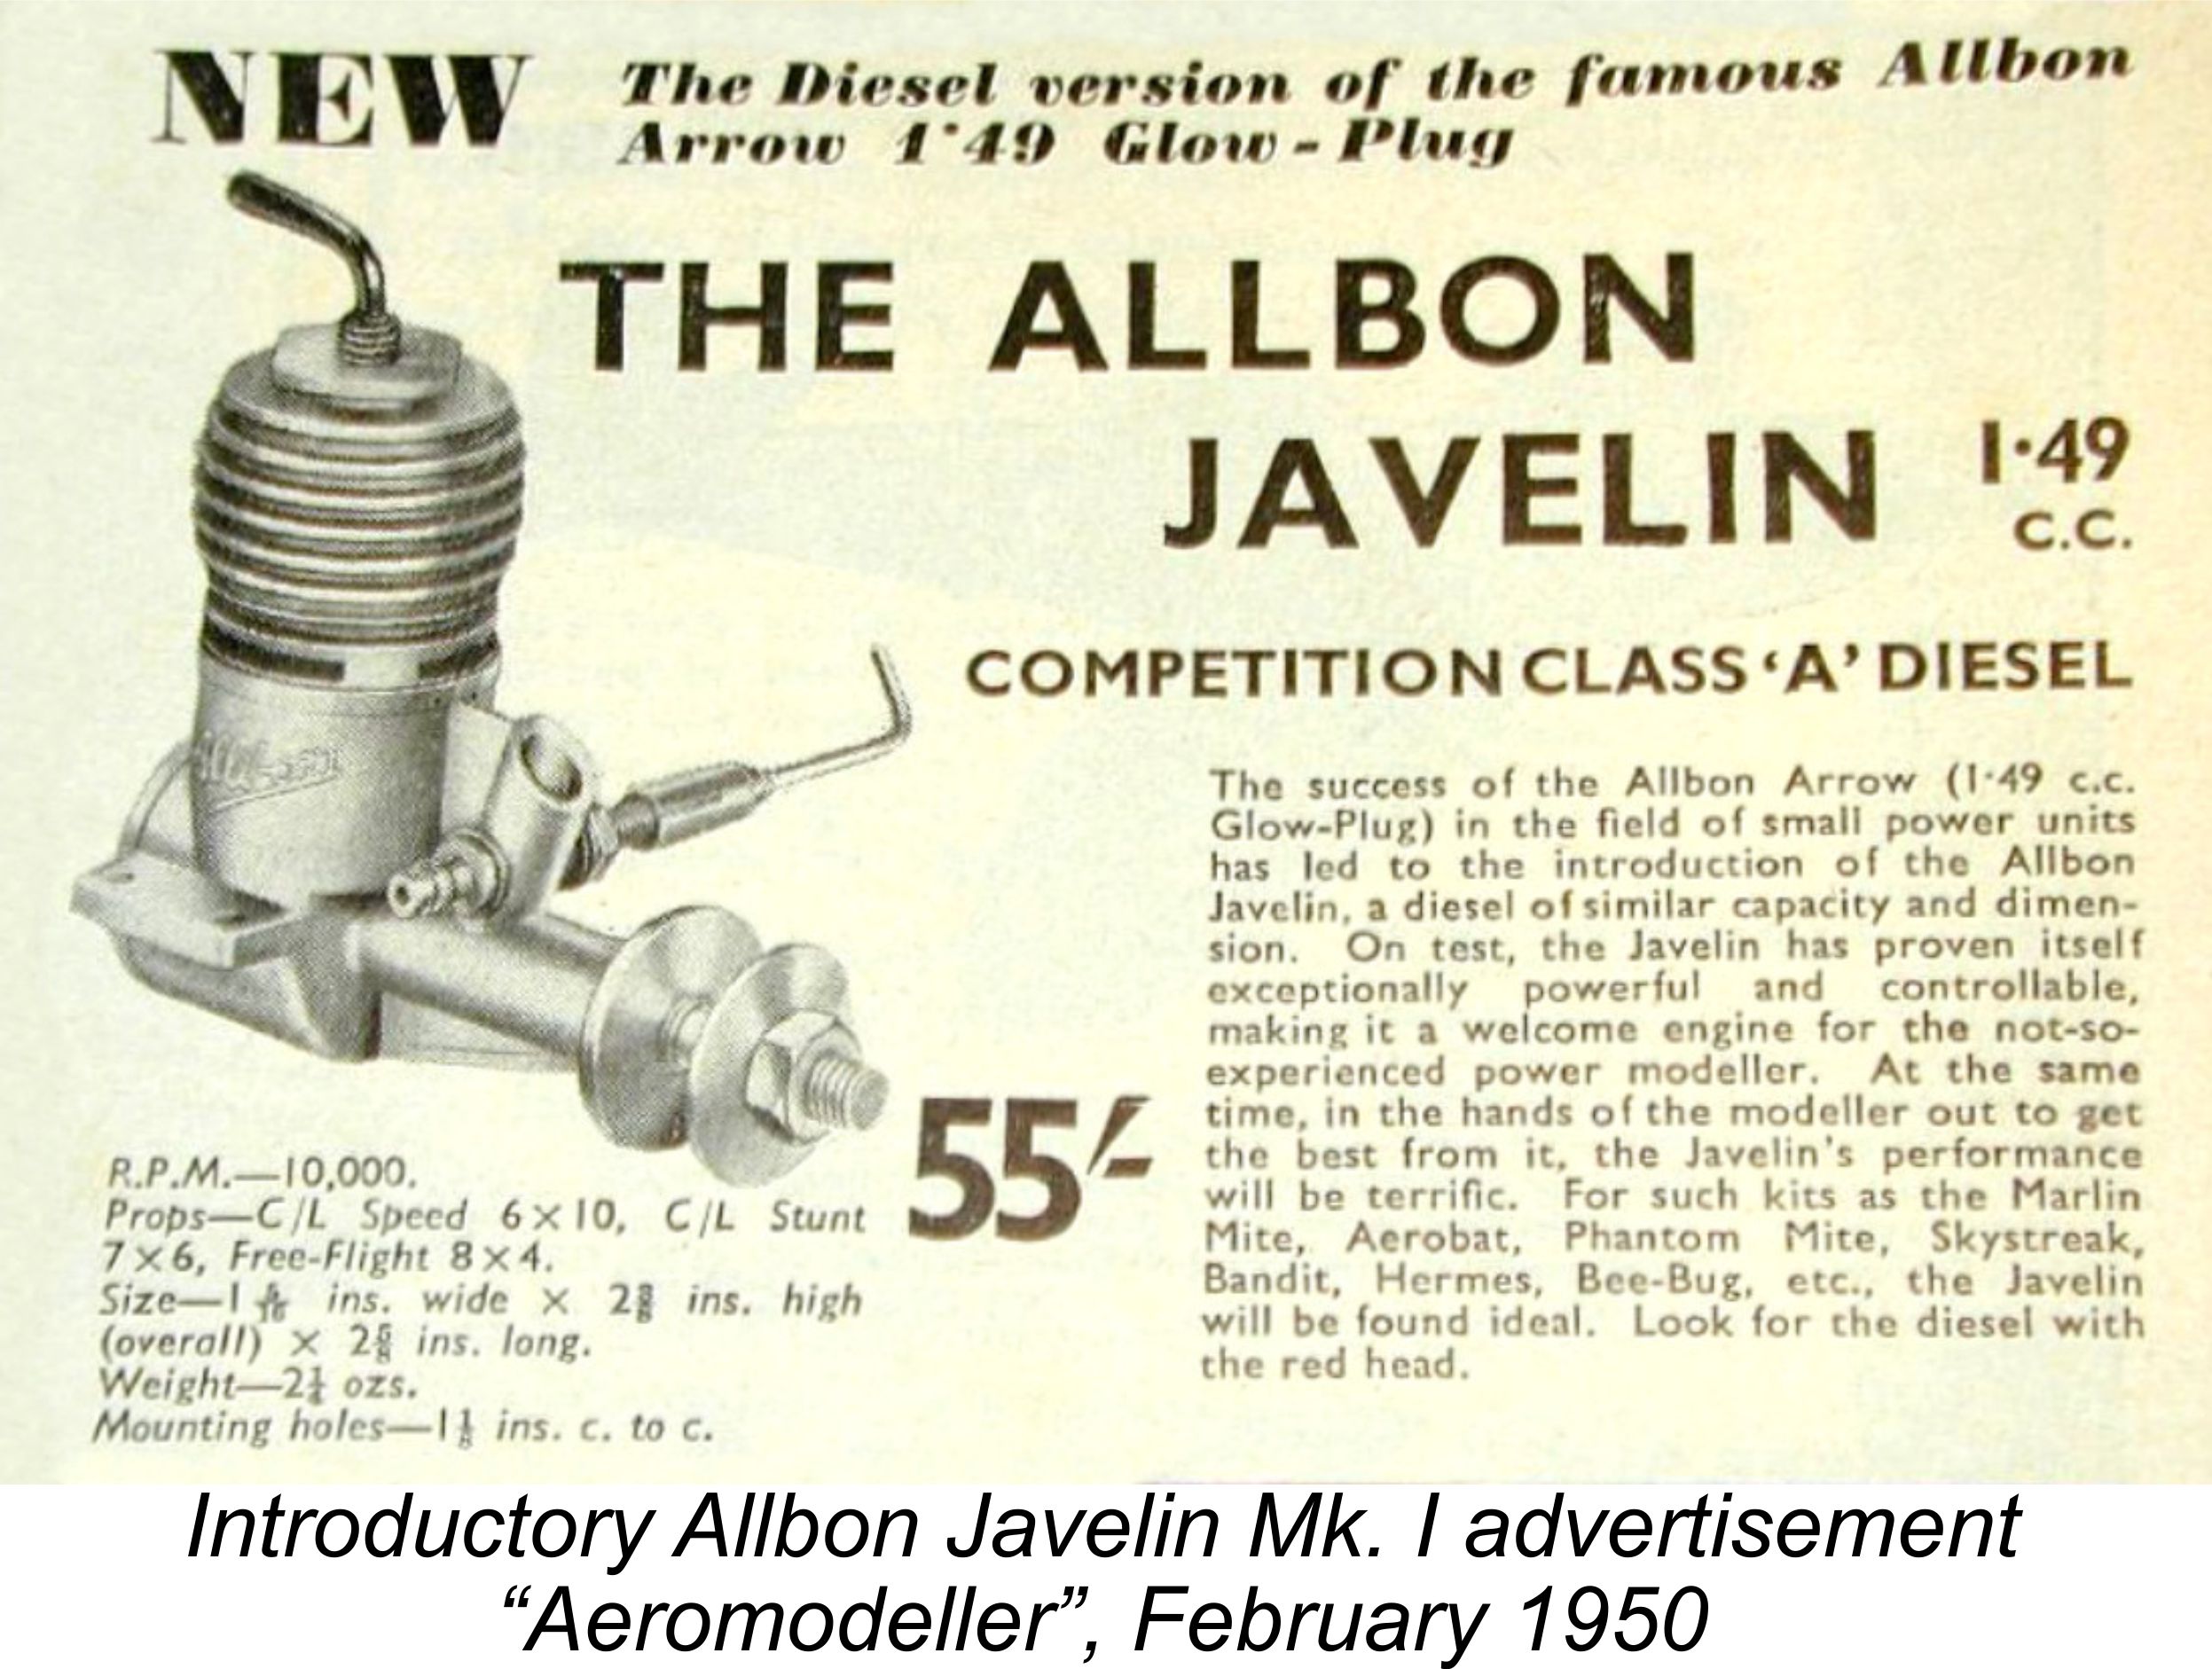 NEW
The Diesel version of the famous Allbon
Arrow 1·49 Glow-Plug
THE ALLBON
JAVELIN
1·49
C.C.
COMPETITION CLASS ‘A’ DIESEL
Allbon
The success of the Allbon Arrow (1·49 c.c.
Glow-Plug) in the field of small power units
has led to the introduction of the Allbon
Javelin, a diesel of similar capacity and dimen-
sion. On test, the Javelin has proven itself
exceptionally powerful and controllable,
making it a welcome engine for the not-so-
experienced power modeller. At the same
time, in the hands of the modeller out to get
the best from it, the Javelin's performance
will be terrific. For such kits as the Marlin
Mite, Aerobat, Phantom Mite, Skystreak,
Bandit, Hermes, Bee-Bug, etc., the Javelin
will be found ideal. Look for the diesel with
the red head.
55/-
R.P.M.—10,000.
Props—C/L Speed 6×10, C/L Stunt
7×6, Free-Flight 8×4.
Size—1 ins. wide × 2 ins. high
(overall) × 2 ins. long.
Weight—2 ozs.
Mounting holes—1⅛ ins. c. to c.
Introductory Allbon Javelin Mk. I advertisement
“Aeromodeller”, February 1950